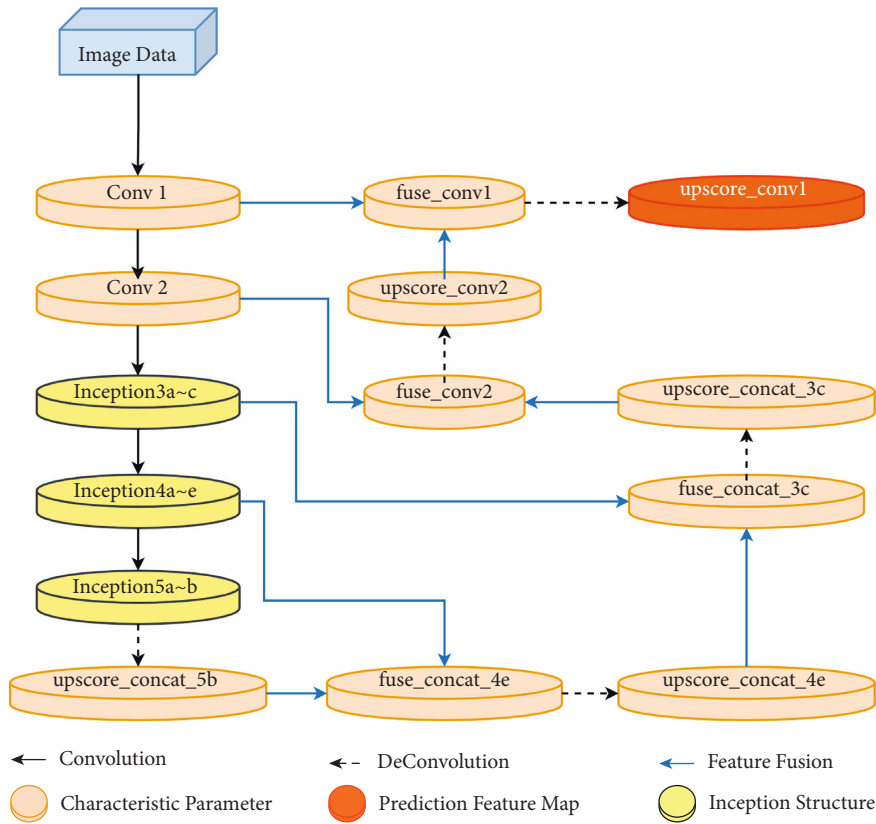 Image Data
Conv 1
fuse_conv1
upscore_conv1
Conv 2
upscore_conv2
Inception3a~c
fuse_conv2
upscore_concat_3c
Inception4a~e
fuse_concat_3c
Inception5a~b
upscore_concat_5b
fuse_concat_4e
upscore_concat_4e
Convolution
DeConvolution
Feature Fusion
Characteristic Parameter
Prediction Feature Map
Inception Structure